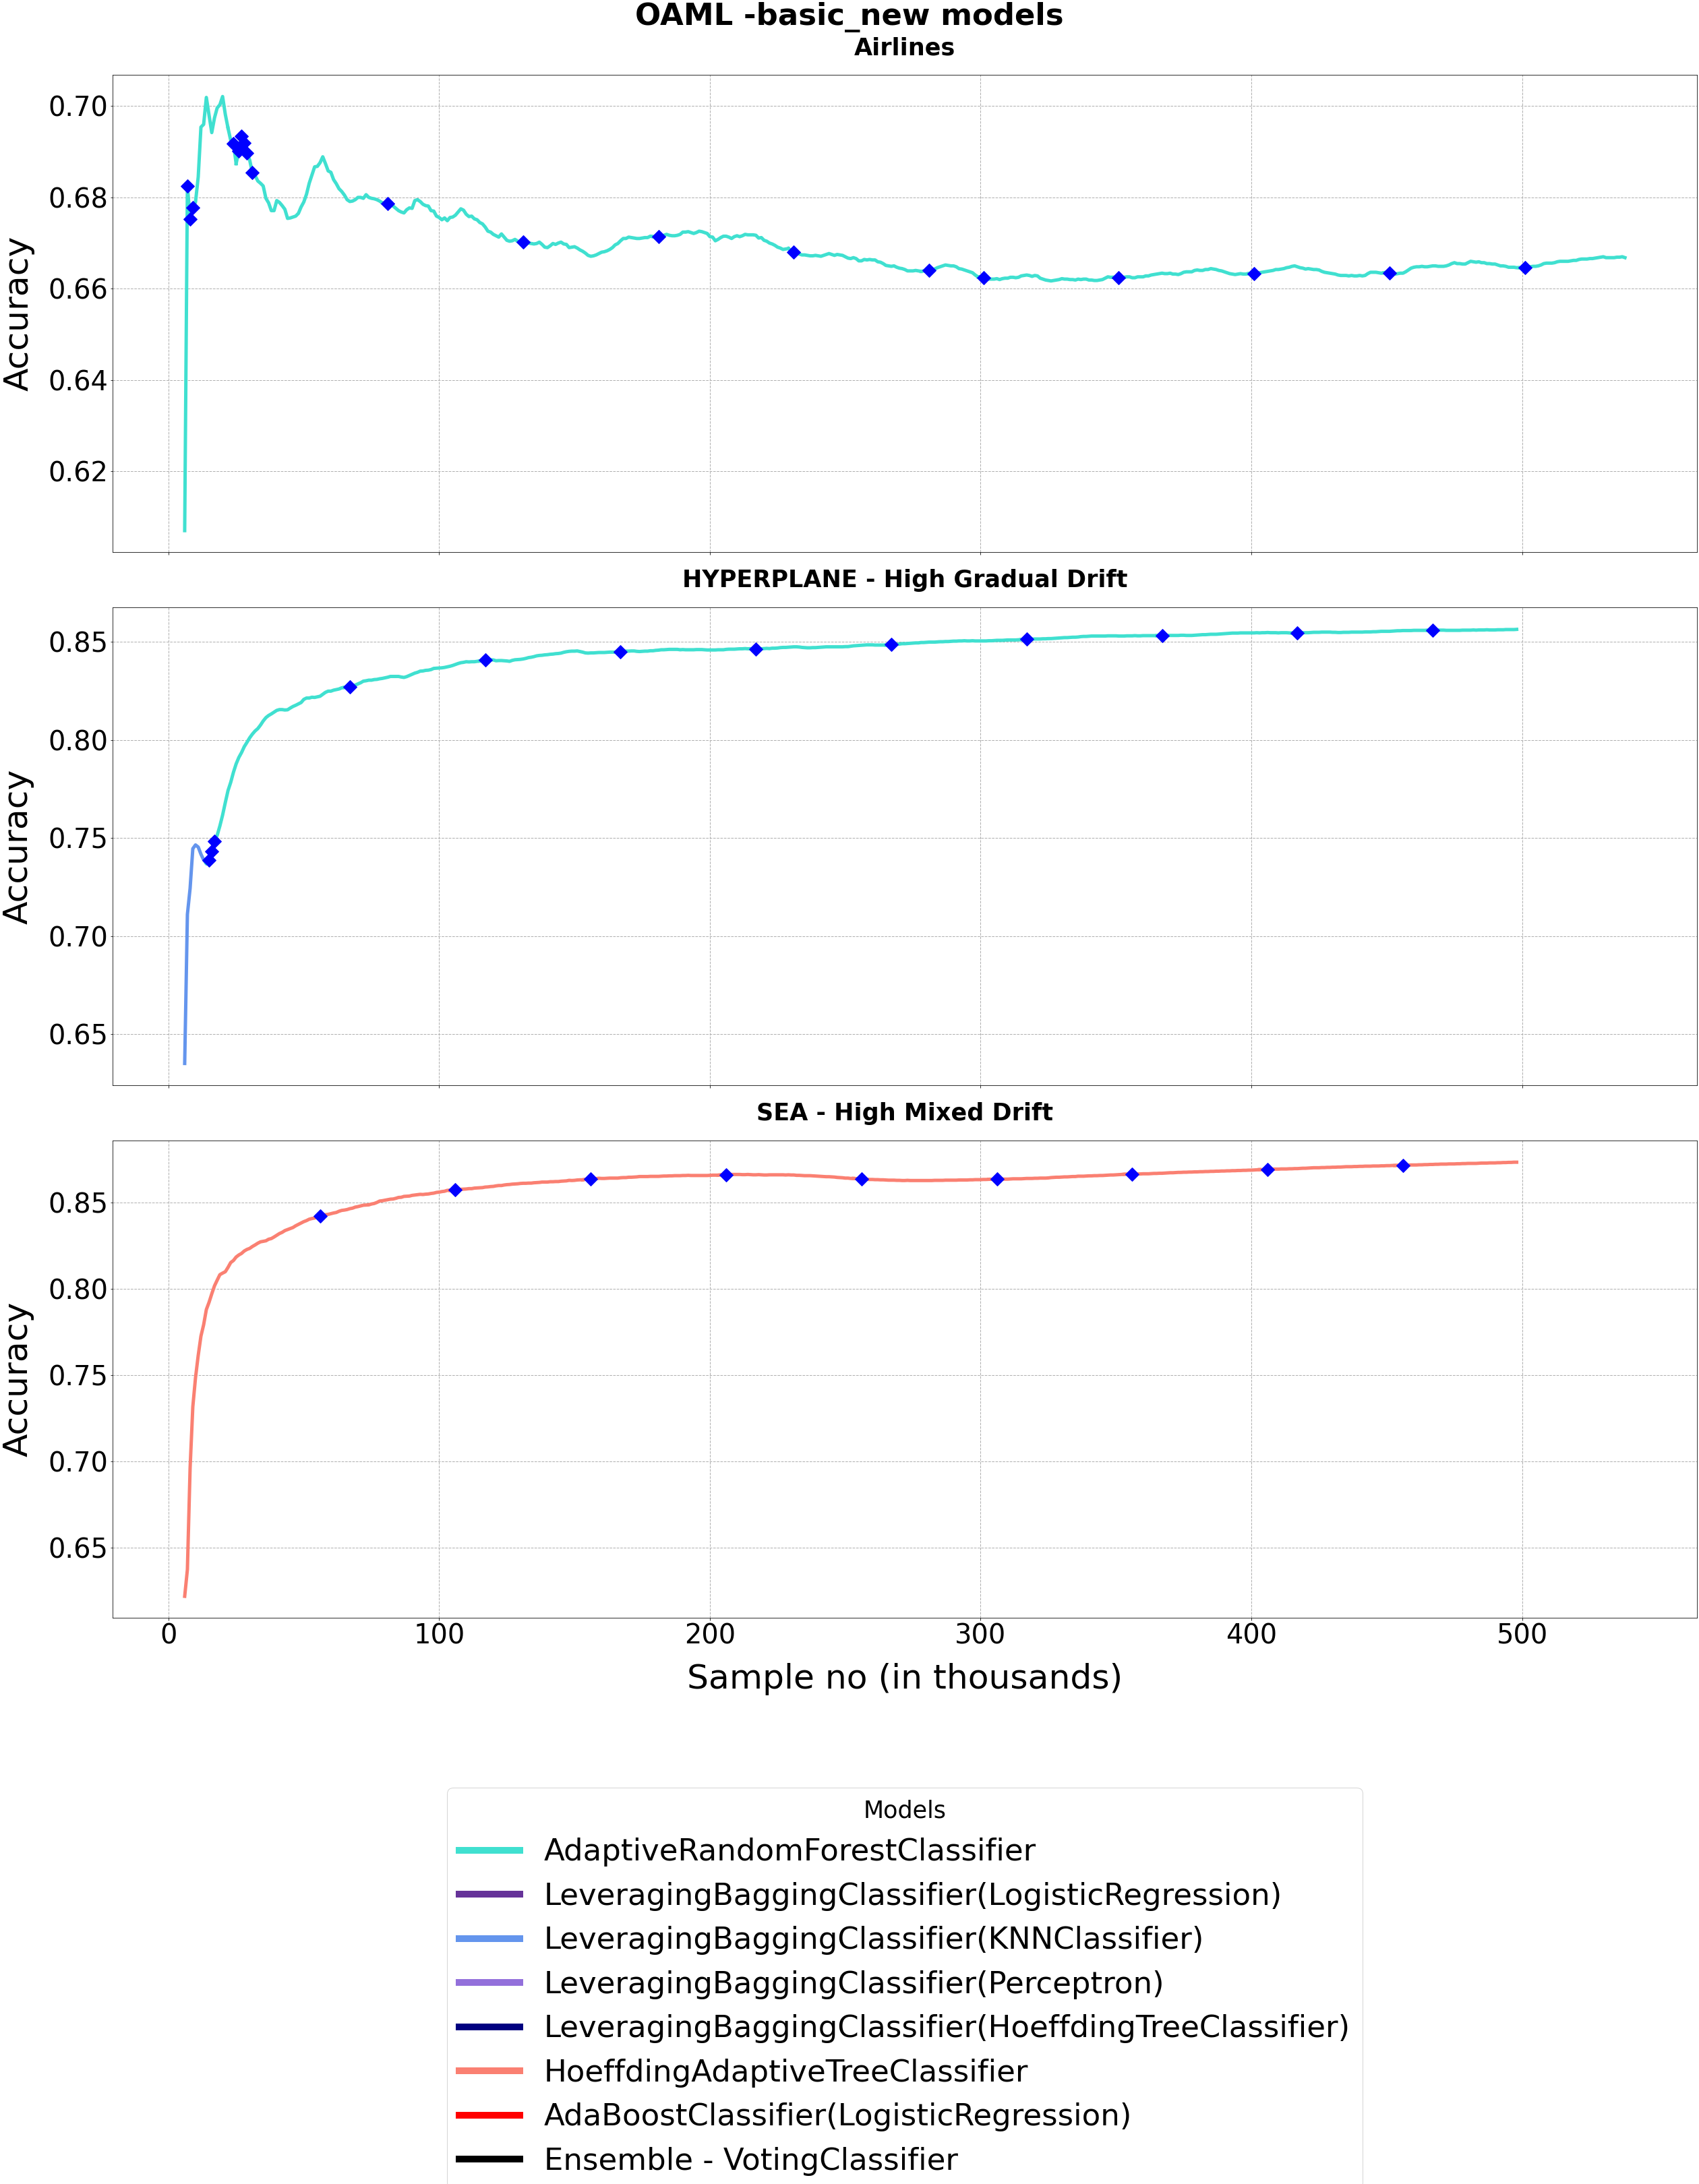 OAML -basic_new models
Airlines
0.70
0.68
0.66
0.64
0.62
Accuracy
HYPERPLANE - High Gradual Drift
0.85
0.80
0.75
0.70
0.65
Accuracy
SEA - High Mixed Drift
0.85
0.80
0.75
0.70
0.65
Accuracy
0 100 200 300 400 500
Sample no (in thousands)
Models
AdaptiveRandomForestClassifier
LeveragingBaggingClassifier(LogisticRegression)
LeveragingBaggingClassifier(KNNClassifier)
LeveragingBaggingClassifier(Perceptron)
LeveragingBaggingClassifier(HoeffdingTreeClassifier)
HoeffdingAdaptiveTreeClassifier
AdaBoostClassifier(LogisticRegression)
Ensemble - VotingClassifier